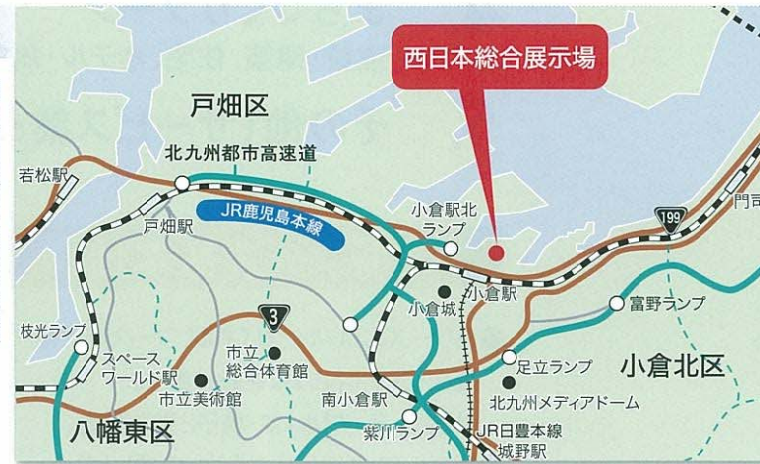 西日本総合展示場
戸畑区
北九州都市高速道
若松駅
戸畑駅
JR鹿児島本線
小倉駅北
ランプ
199
門司
小倉駅
小倉城
富野ランプ
3
枝光ランプ
スペース
ワールド駅
市立
総合体育館
市立美術館
足立ランプ
小倉北区
南小倉駅
北九州メディアドーム
八幡東区
紫川ランプ
JR日豊本線
城野駅